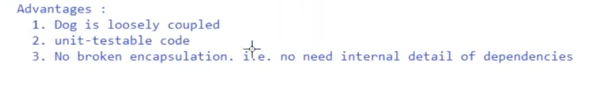 Advantages :
1. Dog is loosely coupled
2. unit-testable code
3. No broken encapsulation. i.e. no need internal detail of dependencies